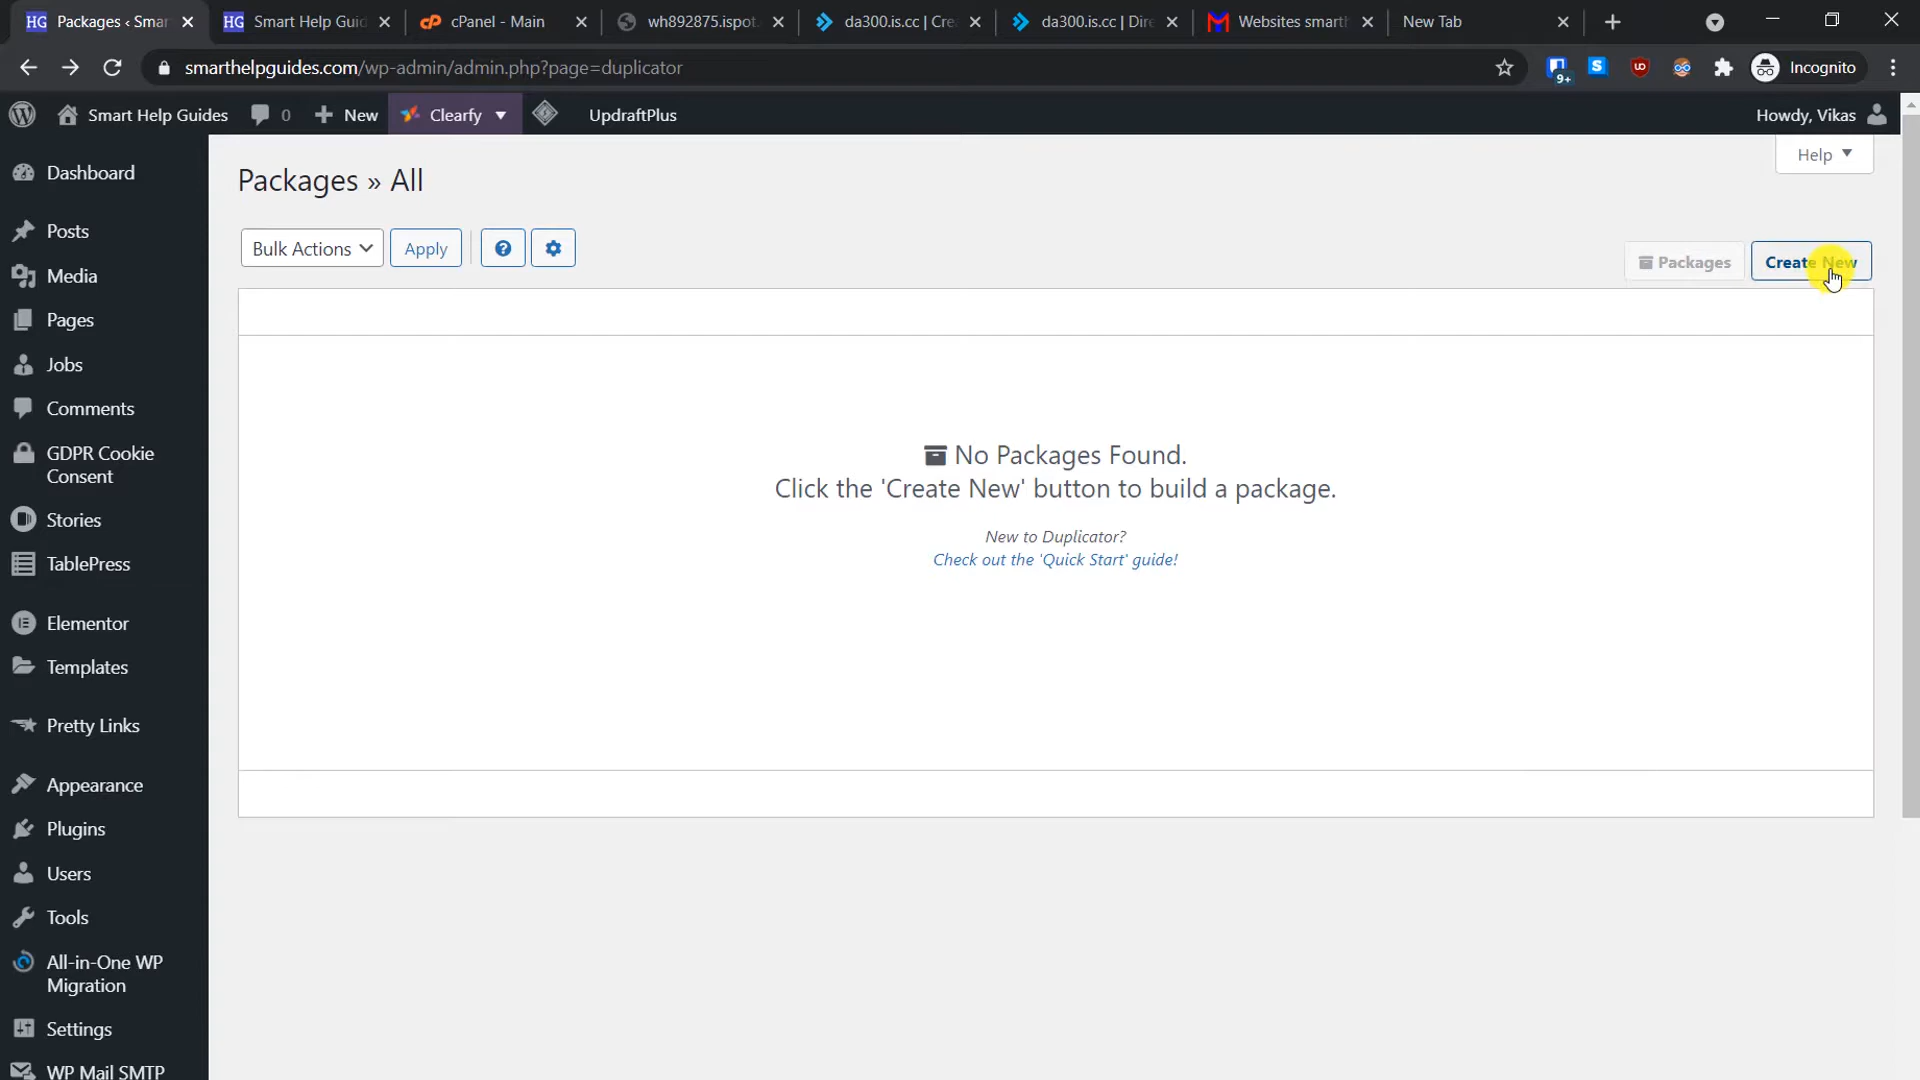 Packages ‹ Smar
Smart Help Guid
cPanel - Main
wh892875.ispot.
da300.is.cc | Cre
da300.is.cc | Dire
Websites smarth
New Tab
smarthelpguides.com/wp-admin/admin.php?page=duplicator
9+
S
Incognito
Smart Help Guides
0
New
Clearfy
UpdraftPlus
Howdy, Vikas
Dashboard
Posts
Media
Pages
Jobs
Comments
GDPR Cookie
Consent
Stories
TablePress
Elementor
Templates
Pretty Links
Appearance
Plugins
Users
Tools
All-in-One WP
Migration
Settings
WP Mail SMTP
Help
Packages » All
Bulk Actions
Apply
Packages
Create New
No Packages Found.
Click the 'Create New' button to build a package.
New to Duplicator?
Check out the 'Quick Start' guide!